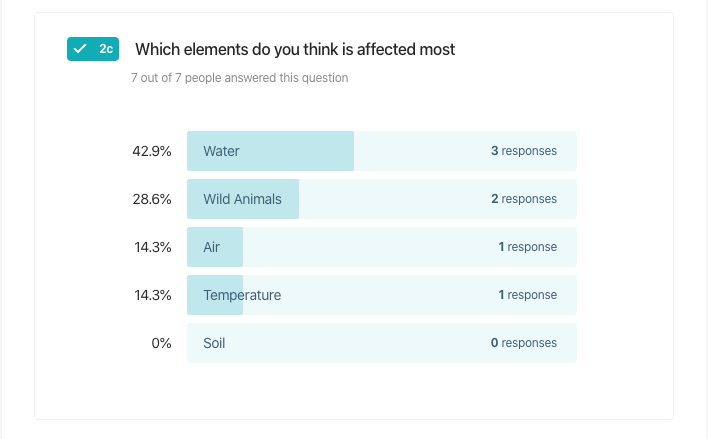 2c Which elements do you think is affected most
7 out of 7 people answered this question
42.9% Water 3 responses
28.6% Wild Animals 2 responses
14.3% Air 1 response
14.3% Temperature 1 response
0% Soil 0 responses